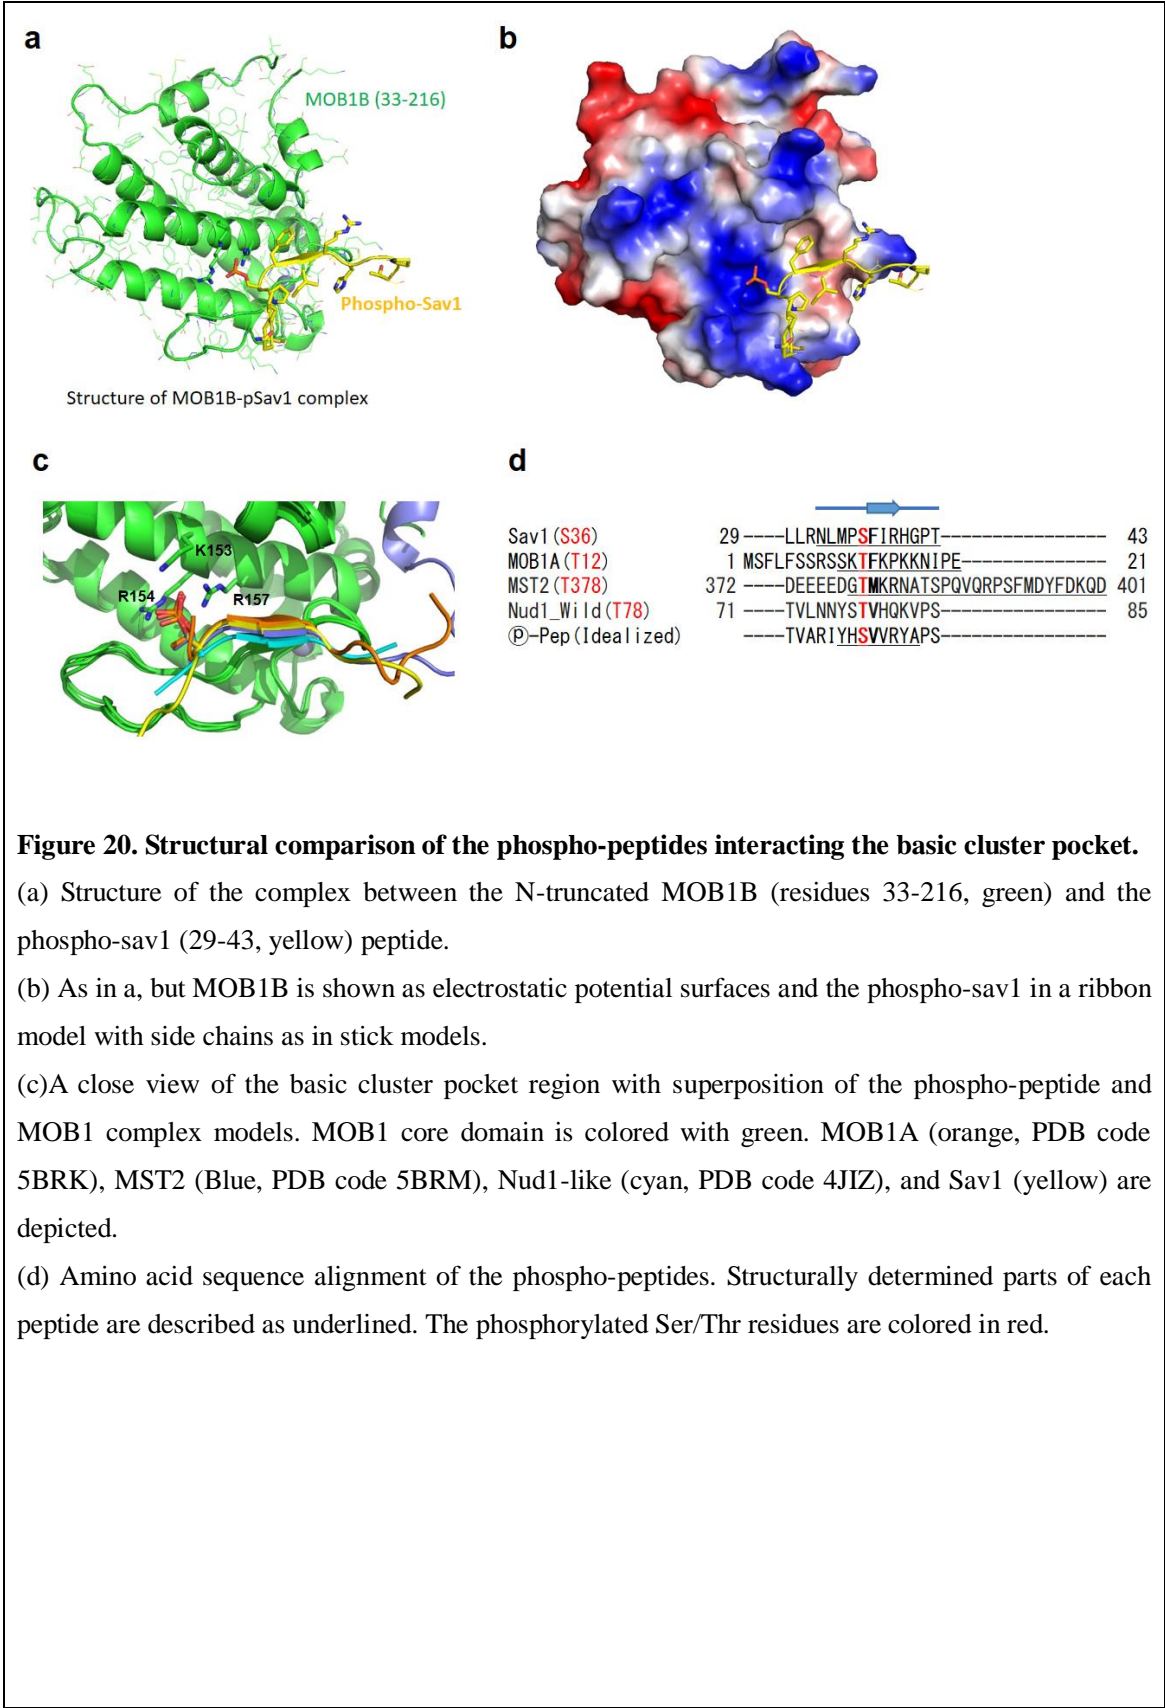 a
b
MOB1B (33-216)
Phospho-Sav1
Structure of MOB1B-pSav1 complex
c
d
K153
R154
R157
Sav1(S36) 29----LLRNLMPSFIRHGPT---------------- 43
MOB1A(T12) 1 MSFLFSSRSSKTFKPKKNIPE-------------- 21
MST2(T378) 372----DEEEEDGTMKRNATSPQVQRPSFMDYFDKQD 401
Nud1_Wild(T78) 71----TVLNNYSTVHQKVPS---------------- 85
ⓟ-Pep(Idealized) ----TVARIYHSVVRYAPS----------------
Figure 20. Structural comparison of the phospho-peptides interacting the basic cluster pocket.
(a) Structure of the complex between the N-truncated MOB1B (residues 33-216, green) and the
phospho-sav1 (29-43, yellow) peptide.
(b) As in a, but MOB1B is shown as electrostatic potential surfaces and the phospho-sav1 in a ribbon
model with side chains as in stick models.
(c)A close view of the basic cluster pocket region with superposition of the phospho-peptide and
MOB1 complex models. MOB1 core domain is colored with green. MOB1A (orange, PDB code
5BRK), MST2 (Blue, PDB code 5BRM), Nud1-like (cyan, PDB code 4JIZ), and Sav1 (yellow) are
depicted.
(d) Amino acid sequence alignment of the phospho-peptides. Structurally determined parts of each
peptide are described as underlined. The phosphorylated Ser/Thr residues are colored in red.